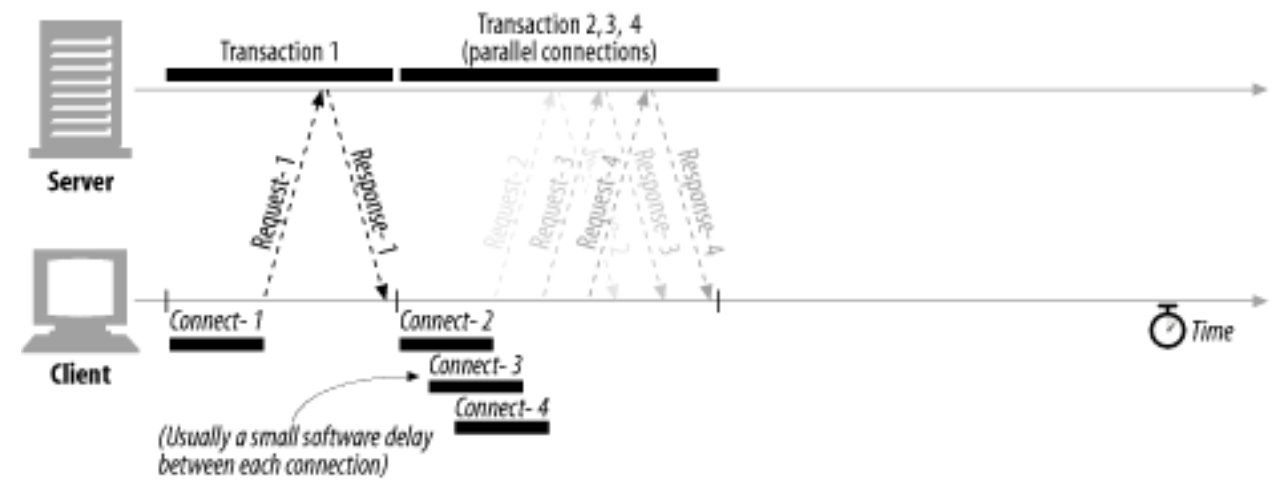 Transaction 2, 3, 4
Transaction 1
(parallel connections)
Request- 1
Response- 1
Request- 2
Request- 3
Request- 4
Response- 3
Response- 4
Server
Connect- 1
Connect- 2
Time
Connect- 3
Client
Connect- 4
(Usually a small software delay
between each connection)